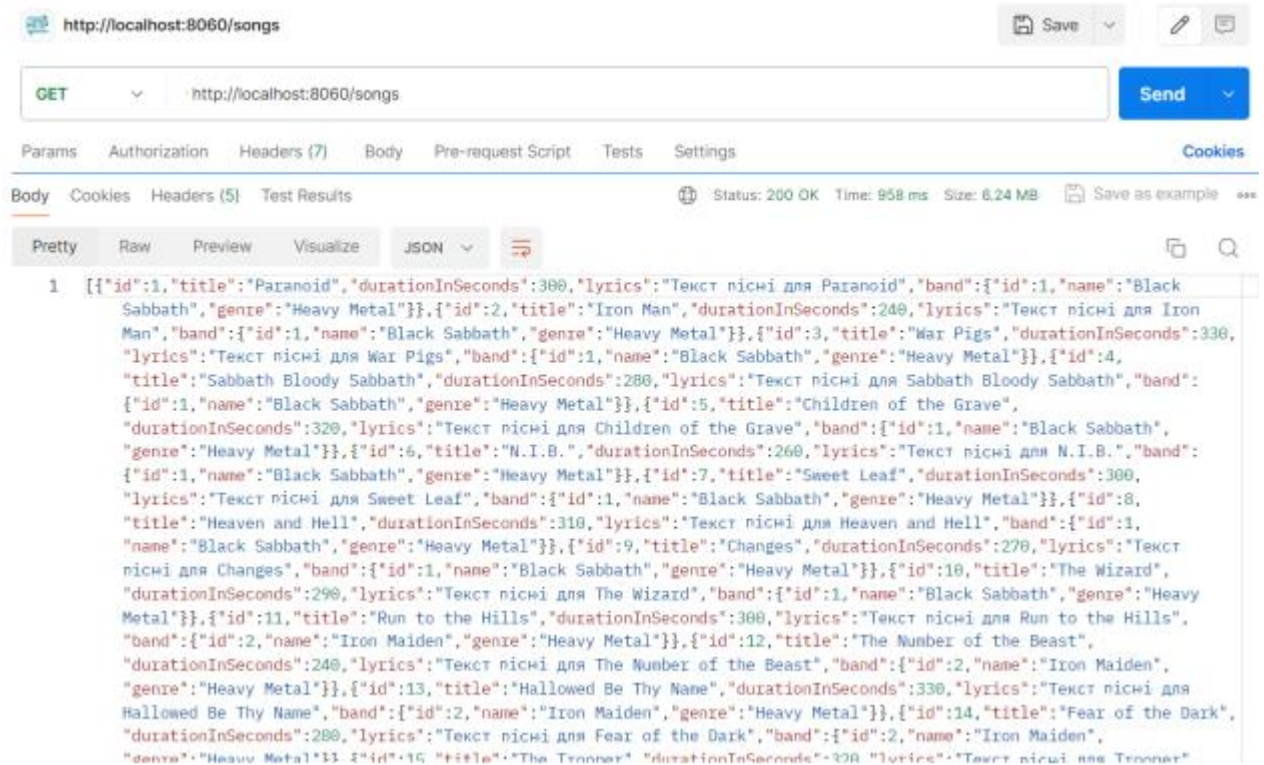 http://localhost:8060/songs
Save
GET
http://localhost:8060/songs
Send
Params Authorization Headers (7) Body Pre-request Script Tests Settings Cookies
Body Cookies Headers (5) Test Results Status: 200 OK Time: 958 ms Size: 6.24 MB Save as example
Pretty Raw Preview Visualize JSON
1 [{"id":1,"title":"Paranoid","durationInSeconds":300,"lyrics":"Текст пісні для Paranoid","band":{"id":1,"name":"Black
Sabbath","genre":"Heavy Metal"}},{"id":2,"title":"Iron Man","durationInSeconds":240,"lyrics":"Текст пісні для Iron
Man","band":{"id":1,"name":"Black Sabbath","genre":"Heavy Metal"}},{"id":3,"title":"War Pigs","durationInSeconds":330,
"lyrics":"Текст пісні для War Pigs","band":{"id":1,"name":"Black Sabbath","genre":"Heavy Metal"}},{"id":4,
"title":"Sabbath Bloody Sabbath","durationInSeconds":280,"lyrics":"Текст пісні для Sabbath Bloody Sabbath","band":
{"id":1,"name":"Black Sabbath","genre":"Heavy Metal"}},{"id":5,"title":"Children of the Grave",
"durationInSeconds":320,"lyrics":"Текст пісні для Children of the Grave","band":{"id":1,"name":"Black Sabbath",
"genre":"Heavy Metal"}},{"id":6,"title":"N.I.B.","durationInSeconds":260,"lyrics":"Текст пісні для N.I.B.","band":
{"id":1,"name":"Black Sabbath","genre":"Heavy Metal"}},{"id":7,"title":"Sweet Leaf","durationInSeconds":300,
"lyrics":"Текст пісні для Sweet Leaf","band":{"id":1,"name":"Black Sabbath","genre":"Heavy Metal"}},{"id":8,
"title":"Heaven and Hell","durationInSeconds":310,"lyrics":"Текст пісні для Heaven and Hell","band":{"id":1,
"name":"Black Sabbath","genre":"Heavy Metal"}},{"id":9,"title":"Changes","durationInSeconds":270,"lyrics":"Текст
пісні для Changes","band":{"id":1,"name":"Black Sabbath","genre":"Heavy Metal"}},{"id":10,"title":"The Wizard",
"durationInSeconds":290,"lyrics":"Текст пісні для The Wizard","band":{"id":1,"name":"Black Sabbath","genre":"Heavy
Metal"}},{"id":11,"title":"Run to the Hills","durationInSeconds":300,"lyrics":"Текст пісні для Run to the Hills",
"band":{"id":2,"name":"Iron Maiden","genre":"Heavy Metal"}},{"id":12,"title":"The Number of the Beast",
"durationInSeconds":240,"lyrics":"Текст пісні для The Number of the Beast","band":{"id":2,"name":"Iron Maiden",
"genre":"Heavy Metal"}},{"id":13,"title":"Hallowed Be Thy Name","durationInSeconds":330,"lyrics":"Текст пісні для
Hallowed Be Thy Name","band":{"id":2,"name":"Iron Maiden","genre":"Heavy Metal"}},{"id":14,"title":"Fear of the Dark",
"durationInSeconds":280,"lyrics":"Текст пісні для Fear of the Dark","band":{"id":2,"name":"Iron Maiden",
"genre":"Heavy Metal"}},{"id":15,"title":"The Trooper","durationInSeconds":320,"lyrics":"Текст пісні для Trooper",